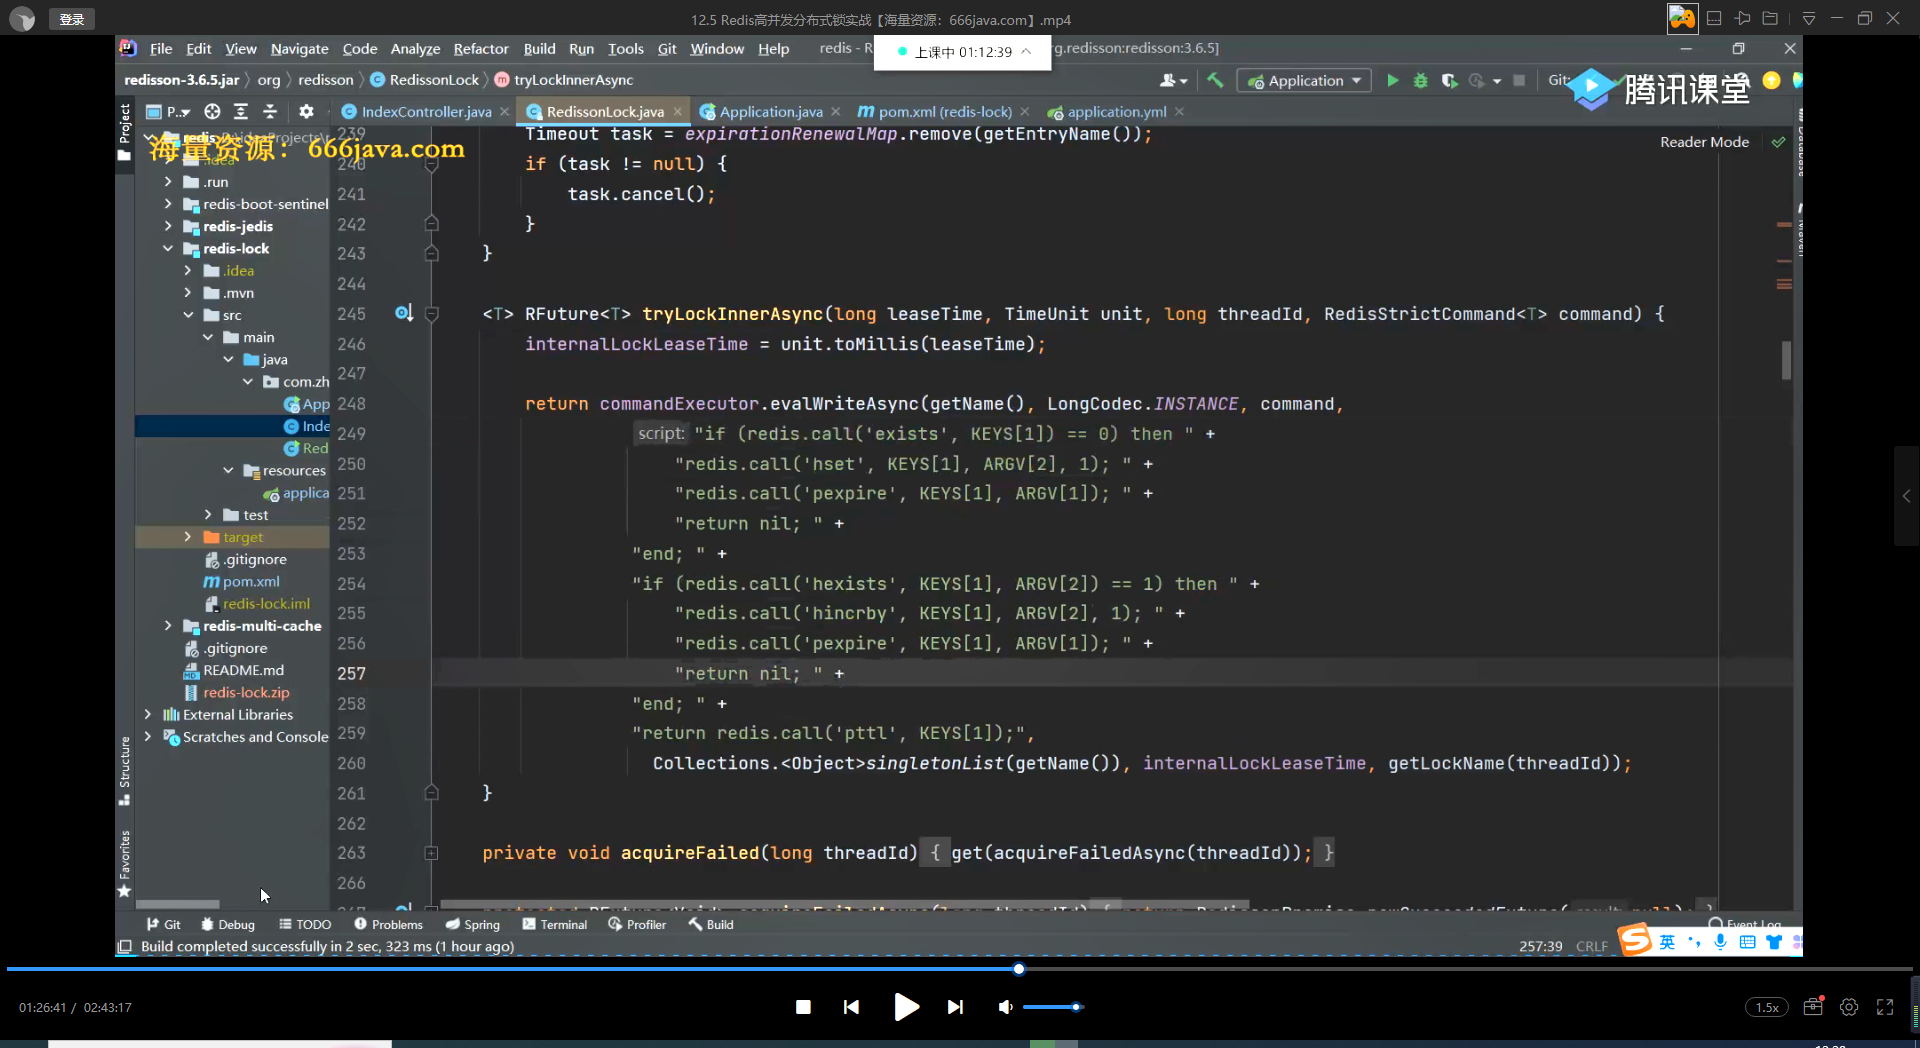 登录
12.5 Redis高并发分布式锁实战【海量资源：666java.com】.mp4
File Edit View Navigate Code Analyze Refactor Build Run Tools Git Window Help
redis - R
上课中 01:12:39
rg.redisson:redisson:3.6.5]
redisson-3.6.5.jar org redisson RedissonLock tryLockInnerAsync
Application
Git:
腾讯课堂
Project
P...
IndexController.java
RedissonLock.java
Application.java
pom.xml (redis-lock)
application.yml
海量资源：666java.com
Reader Mode
redis
.idea
.run
redis-boot-sentinel
redis-jedis
redis-lock
.idea
.mvn
src
main
java
com.zh
App
Inde
Red
resources
applica
test
target
.gitignore
pom.xml
redis-lock.iml
redis-multi-cache
.gitignore
README.md
redis-lock.zip
External Libraries
Scratches and Console
Structure
Favorites
239 Timeout task = expirationRenewalMap.remove(getEntryName());
240 if (task != null) {
241 task.cancel();
242 }
243 }
244
245 <T> RFuture<T> tryLockInnerAsync(long leaseTime, TimeUnit unit, long threadId, RedisStrictCommand<T> command) {
246 internalLockLeaseTime = unit.toMillis(leaseTime);
247
248 return commandExecutor.evalWriteAsync(getName(), LongCodec.INSTANCE, command,
249 script: "if (redis.call('exists', KEYS[1]) == 0) then " +
250 "redis.call('hset', KEYS[1], ARGV[2], 1); " +
251 "redis.call('pexpire', KEYS[1], ARGV[1]); " +
252 "return nil; " +
253 "end; " +
254 "if (redis.call('hexists', KEYS[1], ARGV[2]) == 1) then " +
255 "redis.call('hincrby', KEYS[1], ARGV[2], 1); " +
256 "redis.call('pexpire', KEYS[1], ARGV[1]); " +
257 "return nil; " +
258 "end; " +
259 "return redis.call('pttl', KEYS[1]);",
260 Collections.<Object>singletonList(getName()), internalLockLeaseTime, getLockName(threadId));
261 }
262
263 private void acquireFailed(long threadId) { get(acquireFailedAsync(threadId)); }
266
Git Debug TODO Problems Spring Terminal Profiler Build
Event Log
Build completed successfully in 2 sec, 323 ms (1 hour ago)
257:39 CRLF
英
01:26:41 / 02:43:17
1.5x